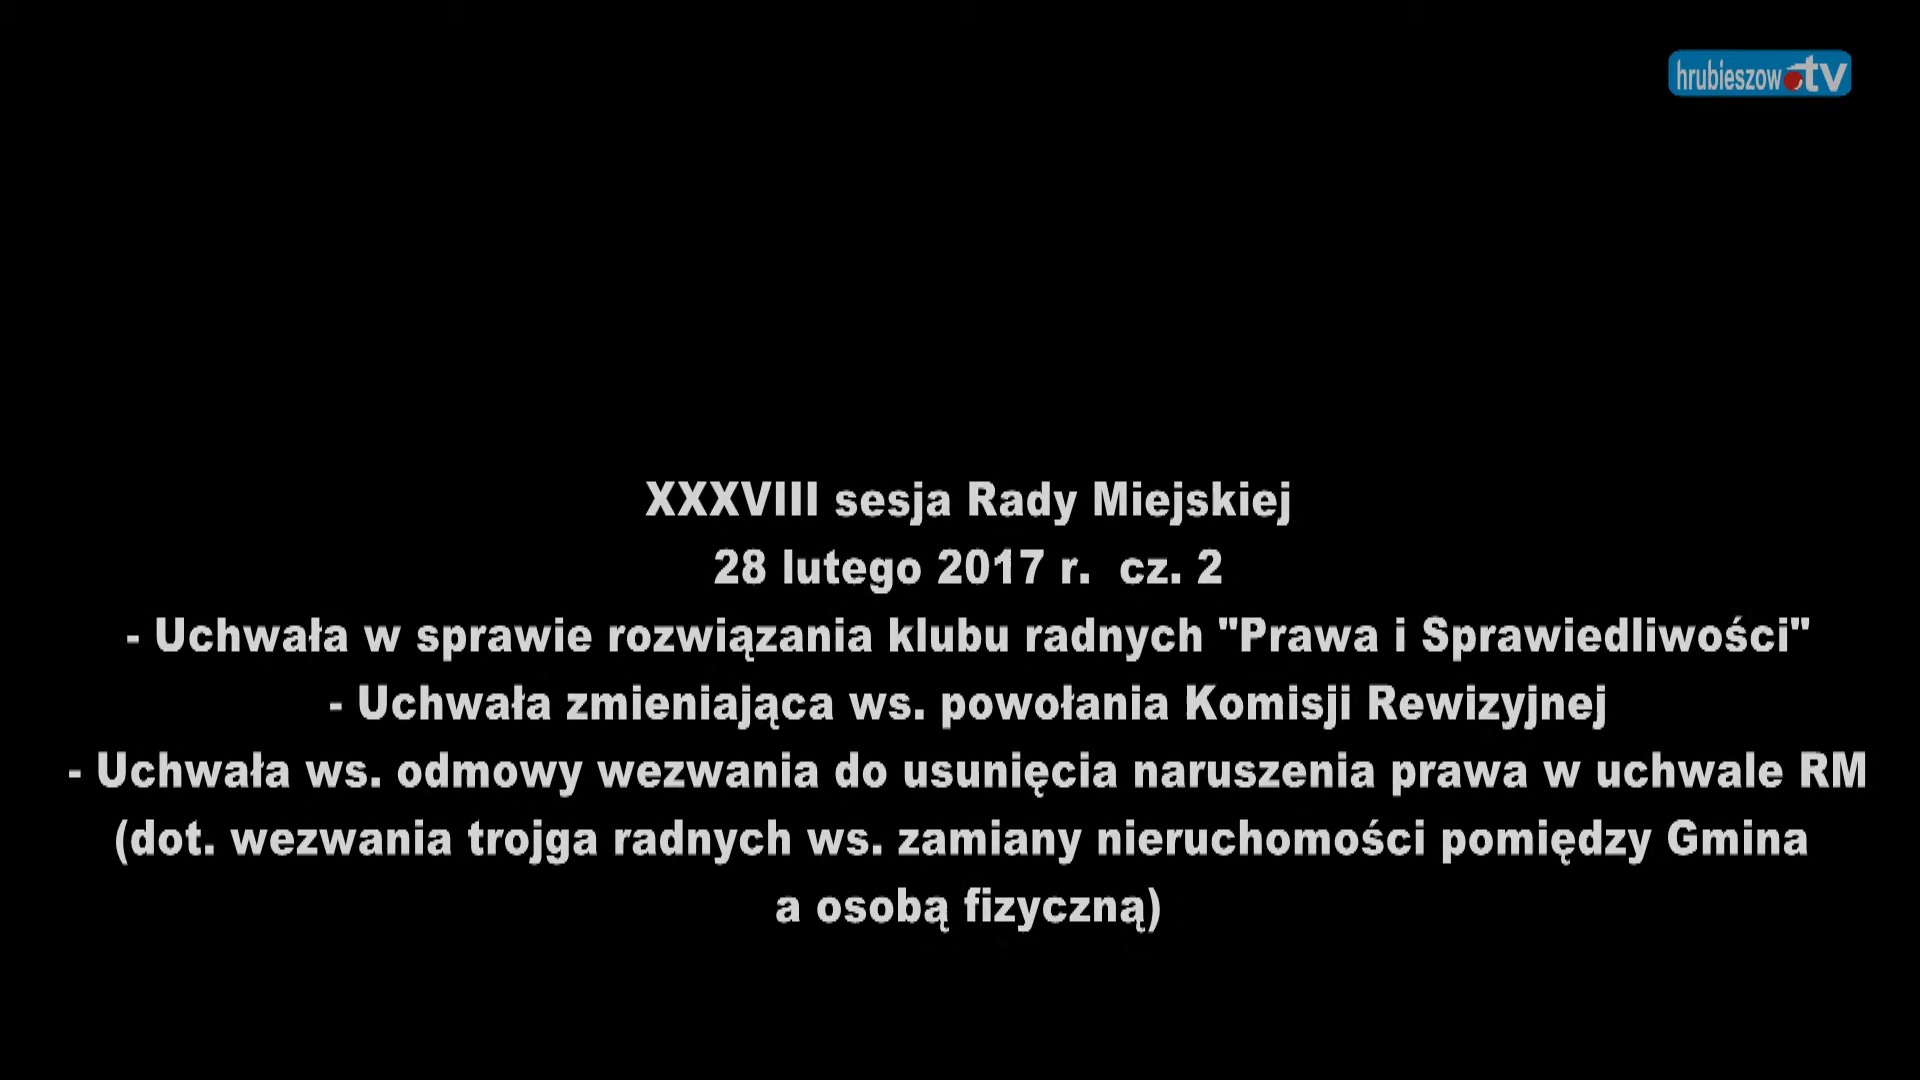 hrubieszow.tv
XXXVIII sesja Rady Miejskiej
28 lutego 2017 r. cz. 2
- Uchwała w sprawie rozwiązania klubu radnych "Prawa i Sprawiedliwości"
- Uchwała zmieniająca ws. powołania Komisji Rewizyjnej
- Uchwała ws. odmowy wezwania do usunięcia naruszenia prawa w uchwale RM
(dot. wezwania trojga radnych ws. zamiany nieruchomości pomiędzy Gmina
a osobą fizyczną)